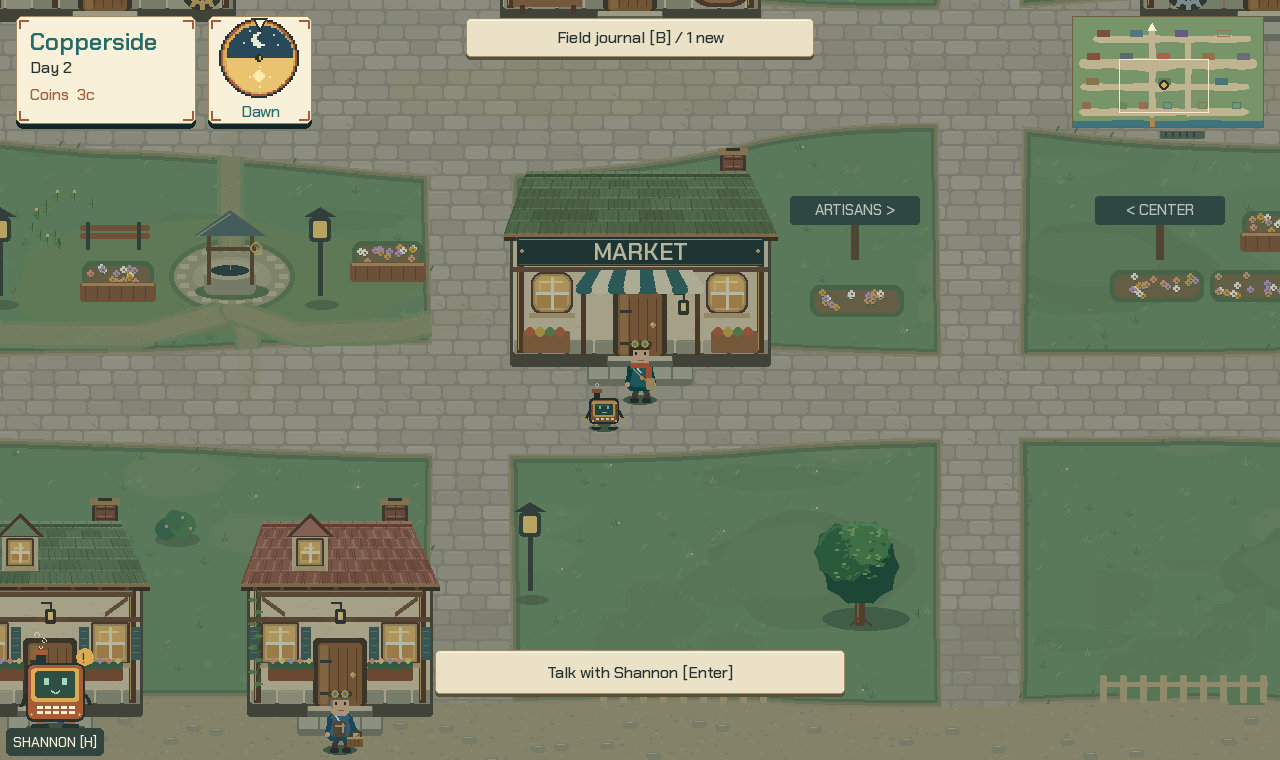 Copperside
Day 2
Coins 3c
Dawn
Field journal [B] / 1 new
MARKET
ARTISANS >
< CENTER
Talk with Shannon [Enter]
!
SHANNON [H]